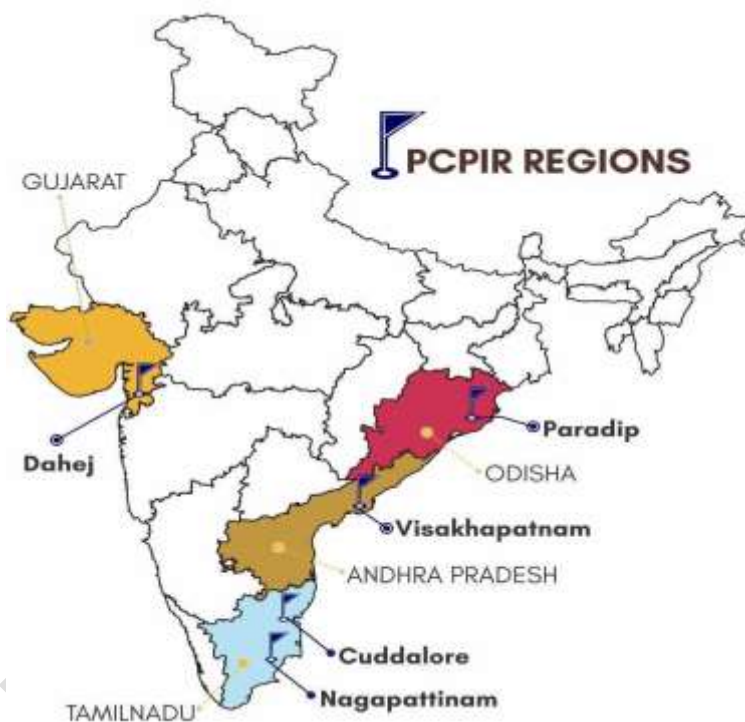 PCPIR REGIONS
GUJARAT
Dahej
Paradip
ODISHA
Visakhapatnam
ANDHRA PRADESH
Cuddalore
Nagapattinam
TAMILNADU